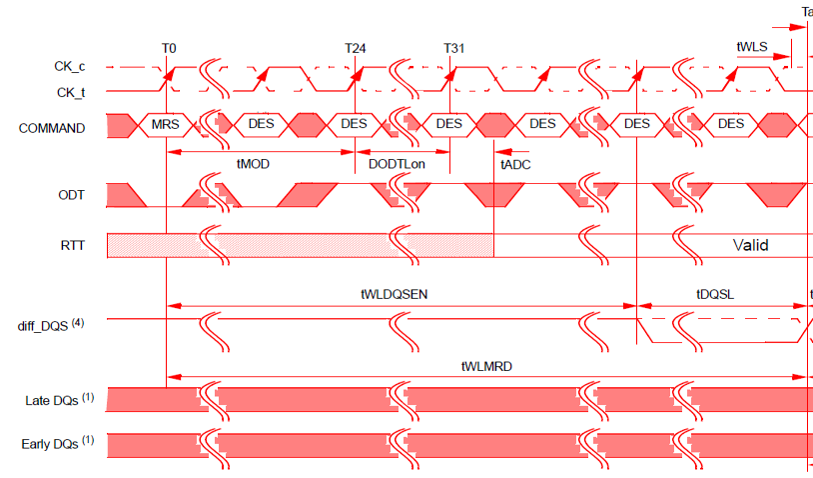 Ta
T0 T24 T31 tWLS
CK_c
CK_t
COMMAND MRS DES DES DES DES DES DES
tMOD DODTLon tADC
ODT
RTT Valid
tWLDQSEN tDQSL t
diff_DQS (4)
tWLMRD
Late DQs (1)
Early DQs (1)